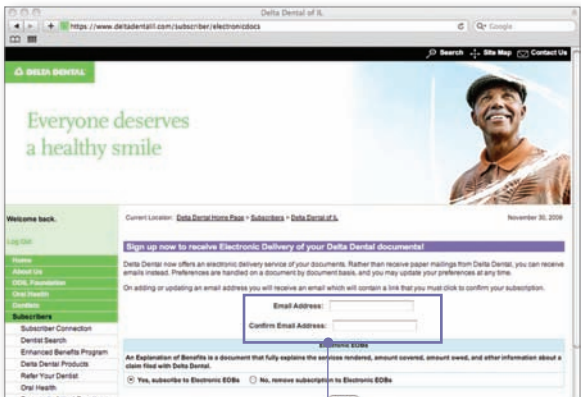 Delta Dental of IL
https://www.deltadentalil.com/subscriber/electronicdocs
Google
Search
Site Map
Contact Us
DELTA DENTAL
Everyone deserves
a healthy smile
Welcome back.
Log Out
Current Location: Delta Dental Home Page > Subscribers > Delta Dental of IL
November 30, 2009
Sign up now to receive Electronic Delivery of your Delta Dental documents!
Delta Dental now offers an electronic delivery service of your documents. Rather than receive paper mailings from Delta Dental, you can receive
emails instead. Preferences are handled on a document by document basis, and you may update your preferences at any time.
On adding or updating an email address you will receive an email which will contain a link that you must click to confirm your subscription.
Email Address:
Confirm Email Address:
Electronic EOBs
An Explanation of Benefits is a document that fully explains the services rendered, amount covered, amount owed, and other information about a
claim filed with Delta Dental.
Yes, subscribe to Electronic EOBs
No, remove subscription to Electronic EOBs
Home
About Us
Foundation
Oral Health
Subscribers
Subscriber Connection
Dentist Search
Enhanced Benefits Program
Delta Dental Products
Refer Your Dentist
Oral Health